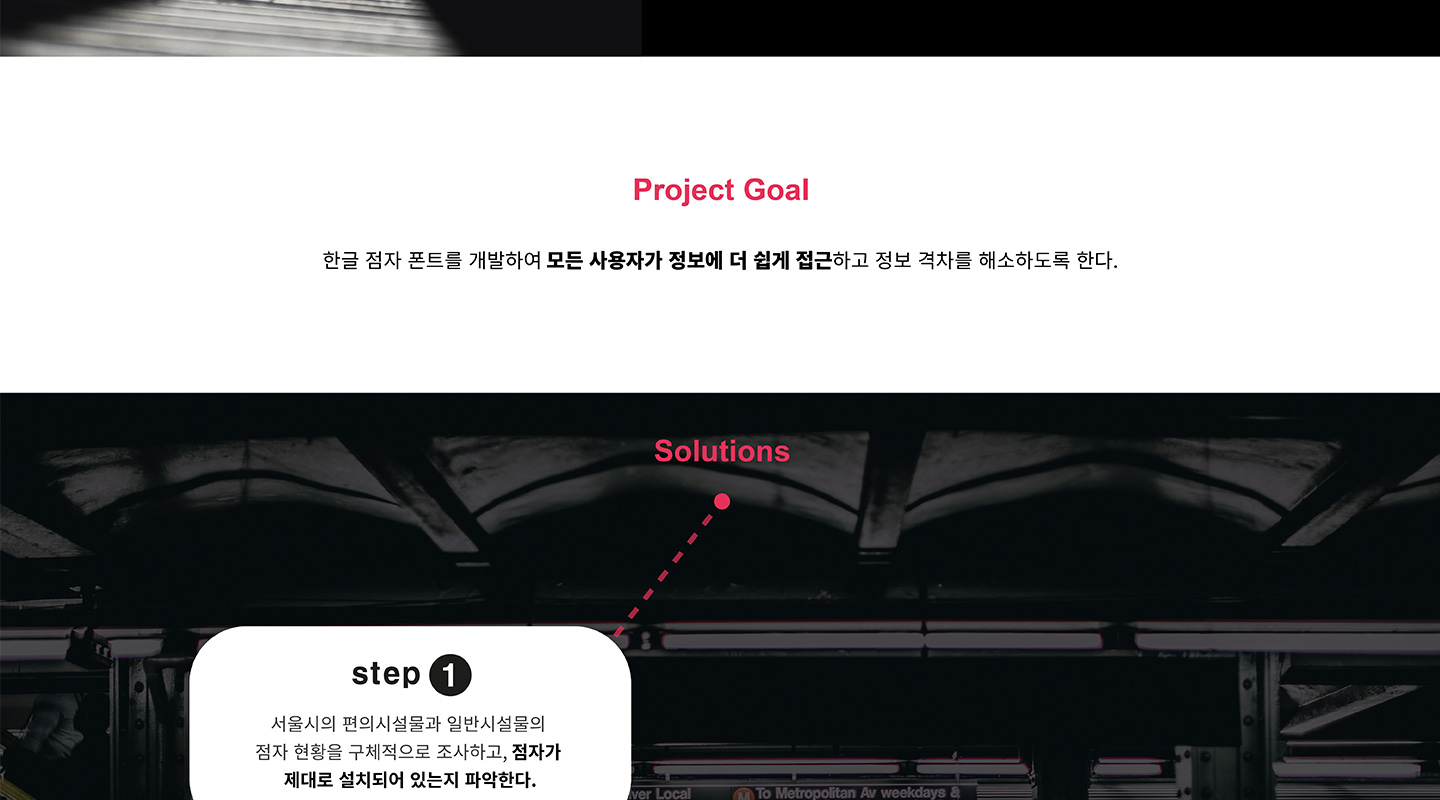 Project Goal
한글 점자 폰트를 개발하여 모든 사용자가 정보에 더 쉽게 접근하고 정보 격차를 해소하도록 한다.
Solutions
step 1
서울시의 편의시설물과 일반시설물의
점자 현황을 구체적으로 조사하고, 점자가
제대로 설치되어 있는지 파악한다.
Local M To Metropolitan Av weekdays &